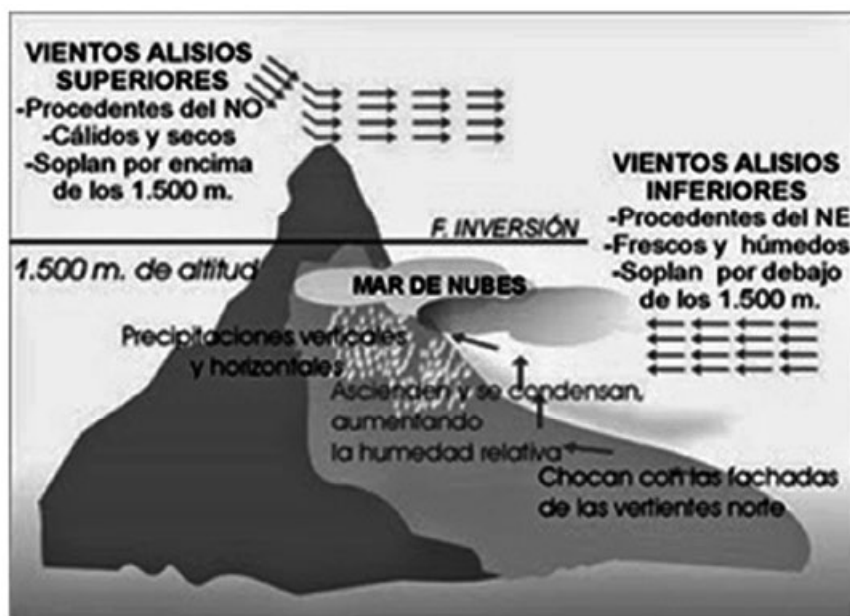 VIENTOS ALISIOS
SUPERIORES
-Procedentes del NO
-Cálidos y secos
-Soplan por encima
de los 1.500 m.
VIENTOS ALISIOS
INFERIORES
-Procedentes del NE
-Frescos y húmedos
-Soplan por debajo
de los 1.500 m.
F. INVERSIÓN
1.500 m. de altitud
MAR DE NUBES
Precipitaciones verticales
y horizontales
Ascienden y se condensan,
aumentando
la humedad relativa
Chocan con las fachadas
de las vertientes norte